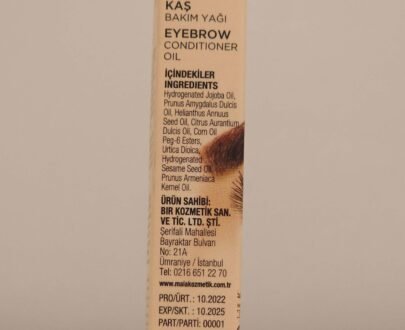 KAŞ
BAKIM YAĞI
EYEBROW
CONDITIONER
OIL
İÇİNDEKİLER
INGREDIENTS
Hydrogenated Jojoba Oil,
Prunus Amygdalus Dulcis
Oil, Helianthus Annuus
Seed Oil, Citrus Aurantium
Dulcis Oil, Corn Oil
Peg-6 Esters,
Urtica Dioica,
Hydrogenated
Sesame Seed Oil,
Prunus Armeniaca
Kernel Oil.
ÜRÜN SAHİBİ:
BIR KOZMETİK SAN.
VE TİC. LTD. ŞTİ.
Şerifali Mahallesi
Bayraktar Bulvarı
No: 21A
Ümraniye / İstanbul
Tel: 0216 651 22 70
www.malakozmetik.com.tr
PRO/ÜRT.: 10.2022
EXP/SKT.: 10.2025
PART/PARTİ: 00001